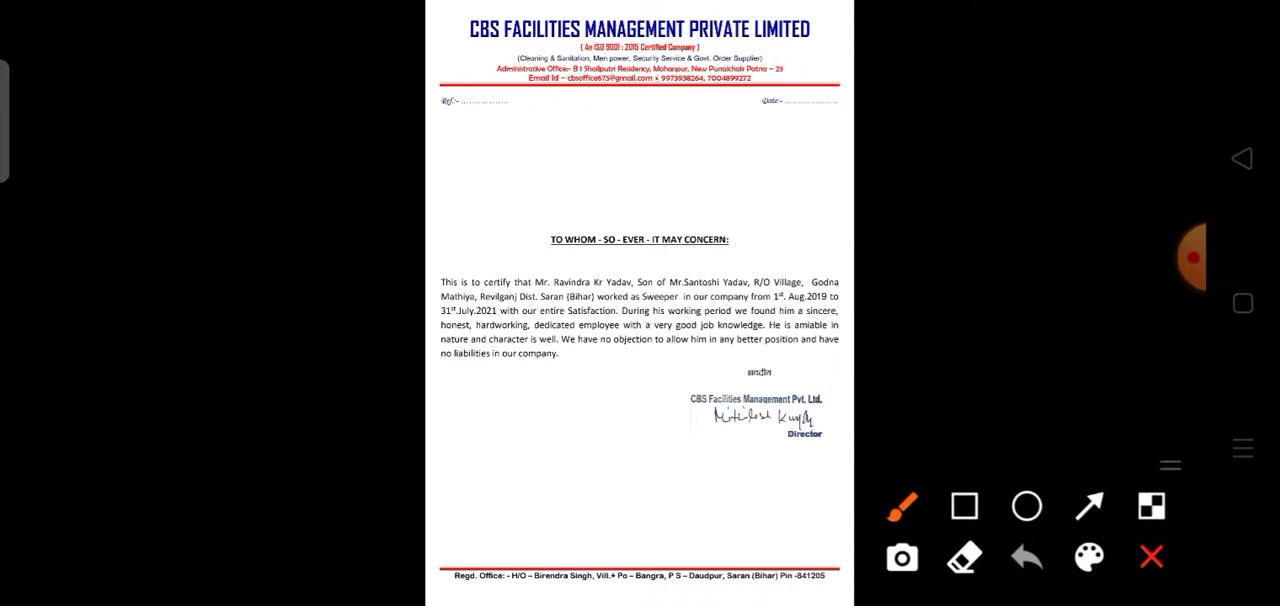 CBS FACILITIES MANAGEMENT PRIVATE LIMITED
( An ISO 9001 : 2015 Certified Company )
(Cleaning & Sanitation, Men power, Security Service & Govt. Order Supplier)
Administrative Office:- B 1 Shailputri Residency, Mohanpur, New Punaichak Patna – 23
Email Id – cbsoffice675@gmail.com 9973938264, 7004899272
Ref:- ................ Date:- ..................
TO WHOM - SO - EVER - IT MAY CONCERN:
This is to certify that Mr. Ravindra Kr Yadav, Son of Mr.Santoshi Yadav, R/O Village, Godna
Mathiya, Revilganj Dist. Saran (Bihar) worked as Sweeper in our company from 1st. Aug.2019 to
31st.July.2021 with our entire Satisfaction. During his working period we found him a sincere,
honest, hardworking, dedicated employee with a very good job knowledge. He is amiable in
nature and character is well. We have no objection to allow him in any better position and have
no liabilities in our company.
भवदीय
CBS Facilities Management Pvt. Ltd.
Director
Regd. Office: - H/O – Birendra Singh, Vill.+ Po – Bangra, P S – Daudpur, Saran (Bihar) Pin -841205